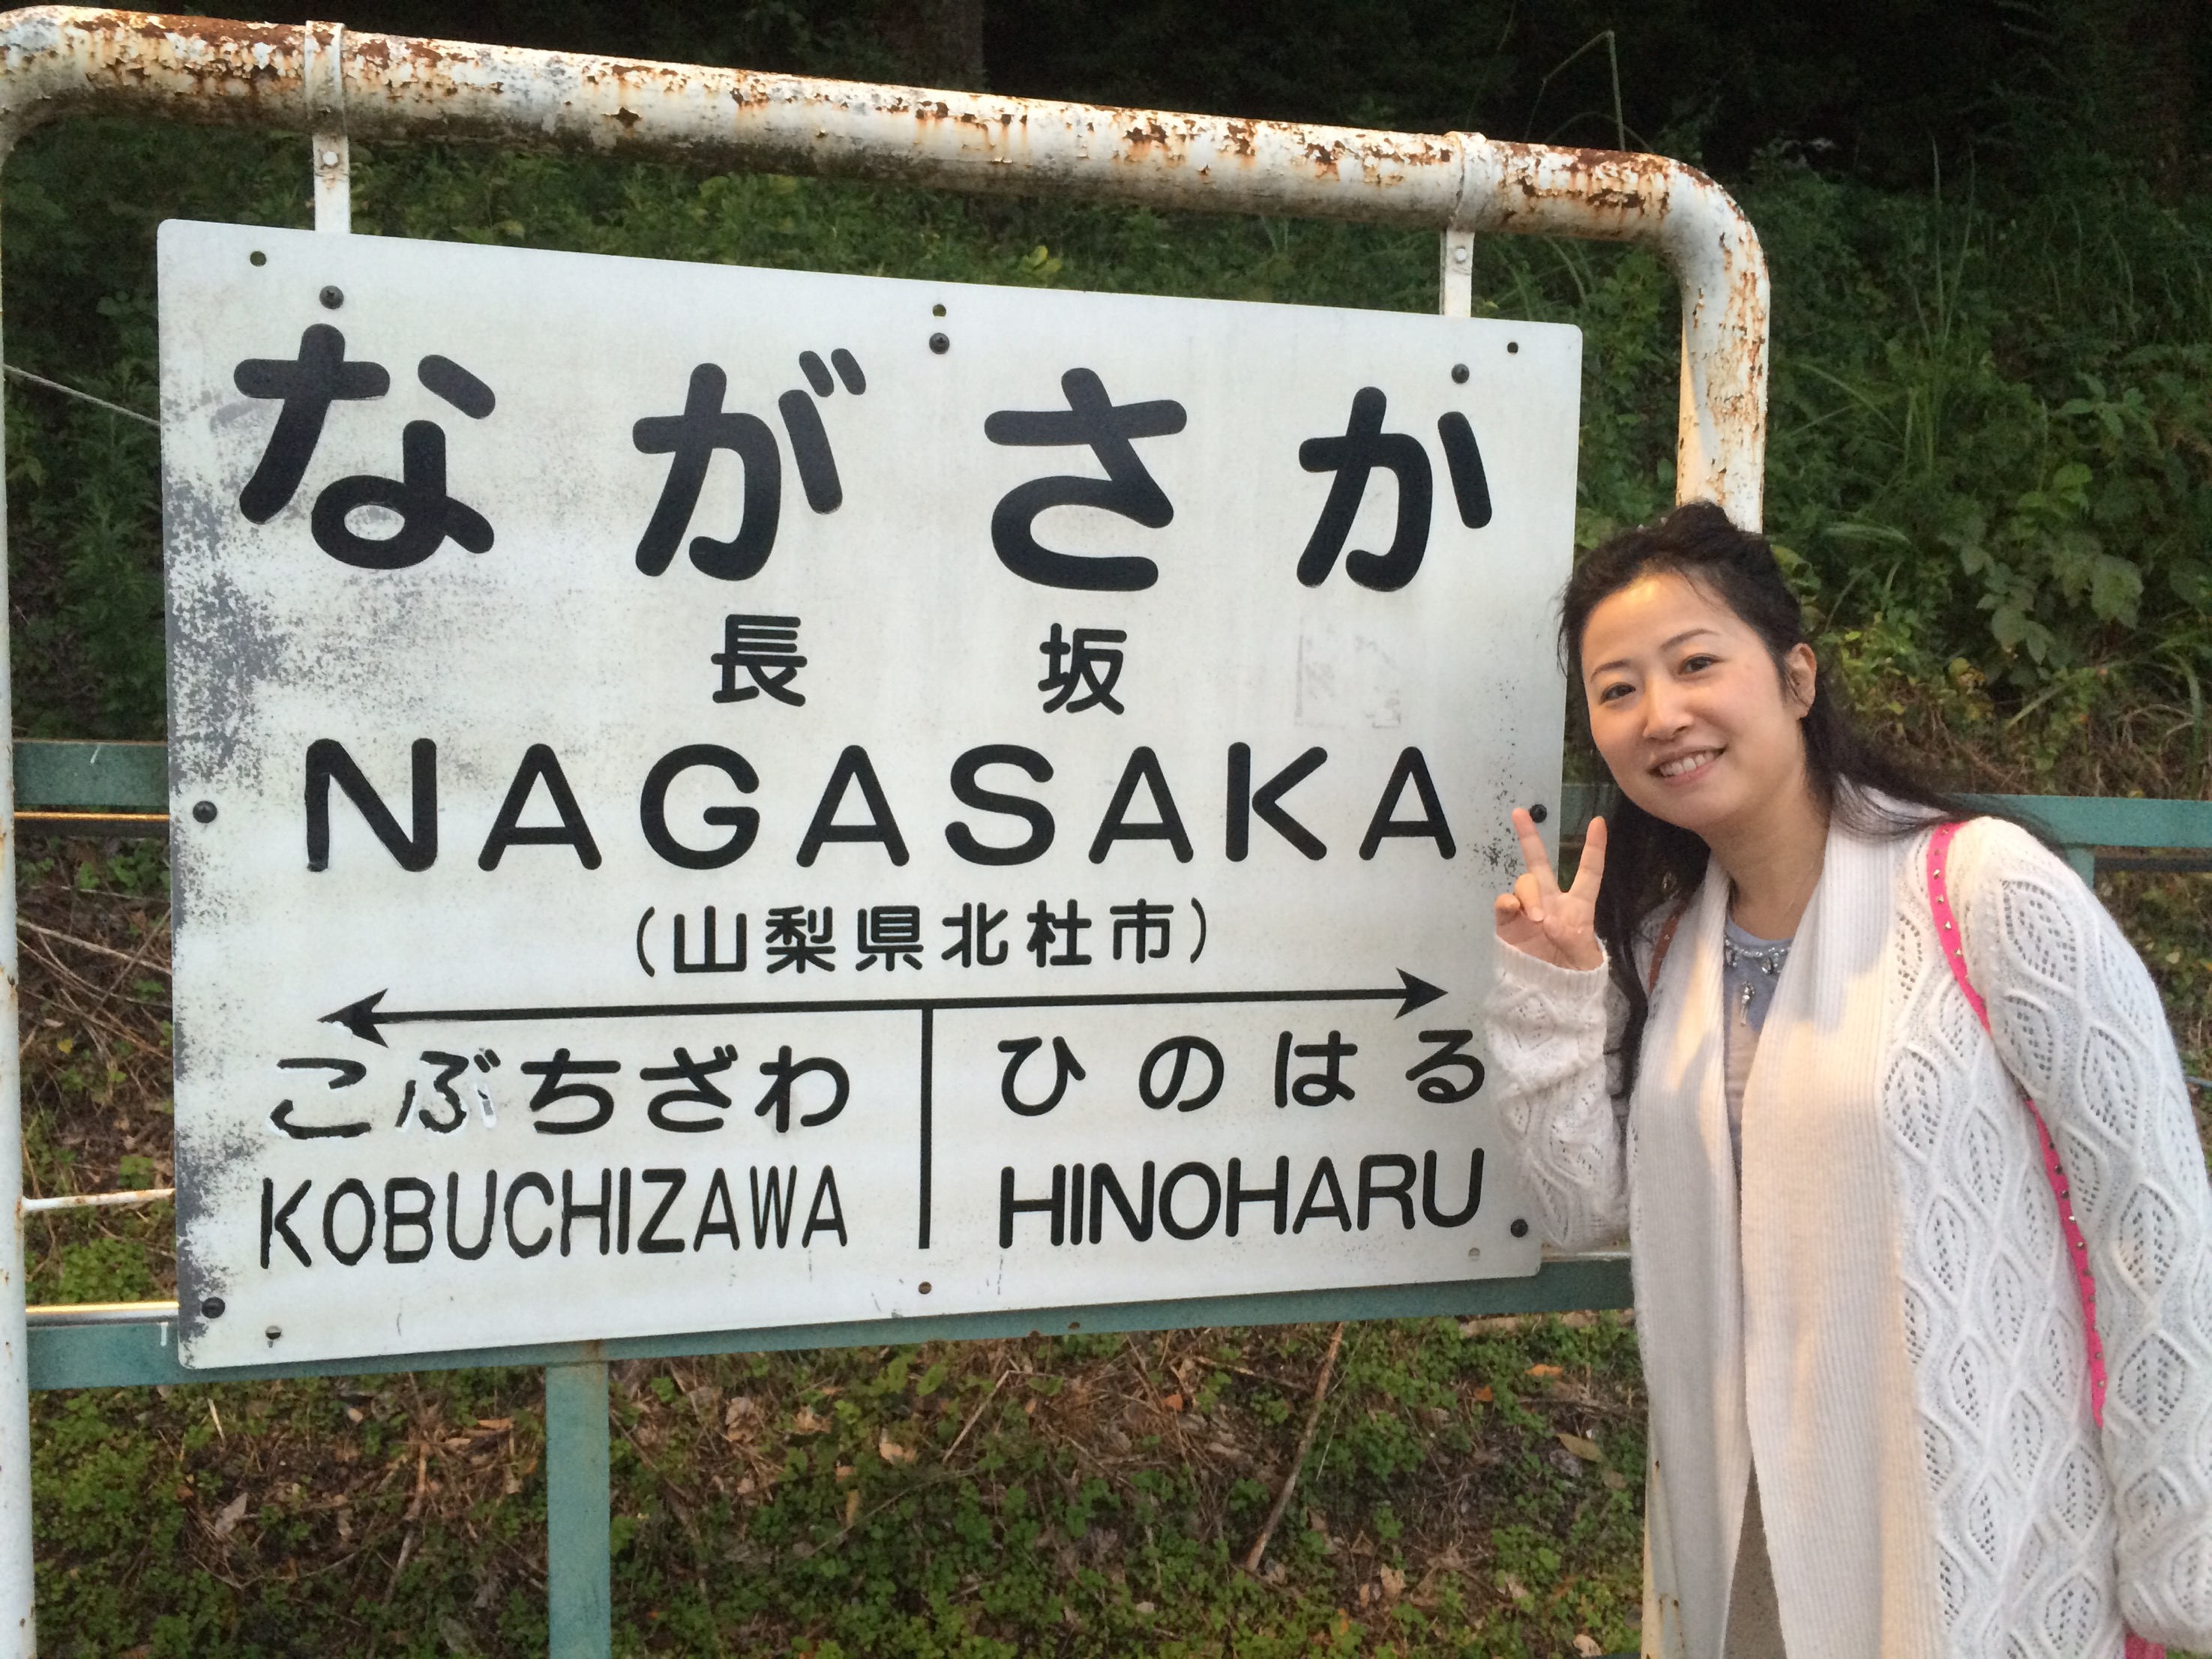 ながさか
長坂
NAGASAKA
(山梨県北杜市)
こぶちざわ ひのはる
KOBUCHIZAWA HINOHARU